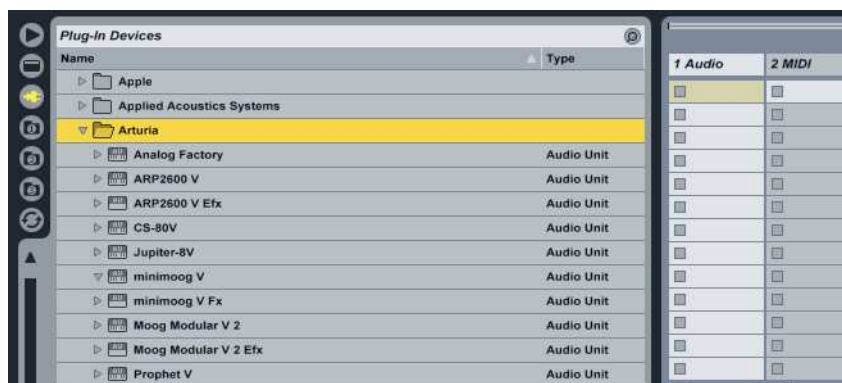 Plug-In Devices
Name Type
1 Audio 2 MIDI
Apple
Applied Acoustics Systems
Arturia
Analog Factory Audio Unit
ARP2600 V Audio Unit
ARP2600 V Efx Audio Unit
CS-80V Audio Unit
Jupiter-8V Audio Unit
minimoog V Audio Unit
minimoog V Fx Audio Unit
Moog Modular V 2 Audio Unit
Moog Modular V 2 Efx Audio Unit
Prophet V Audio Unit